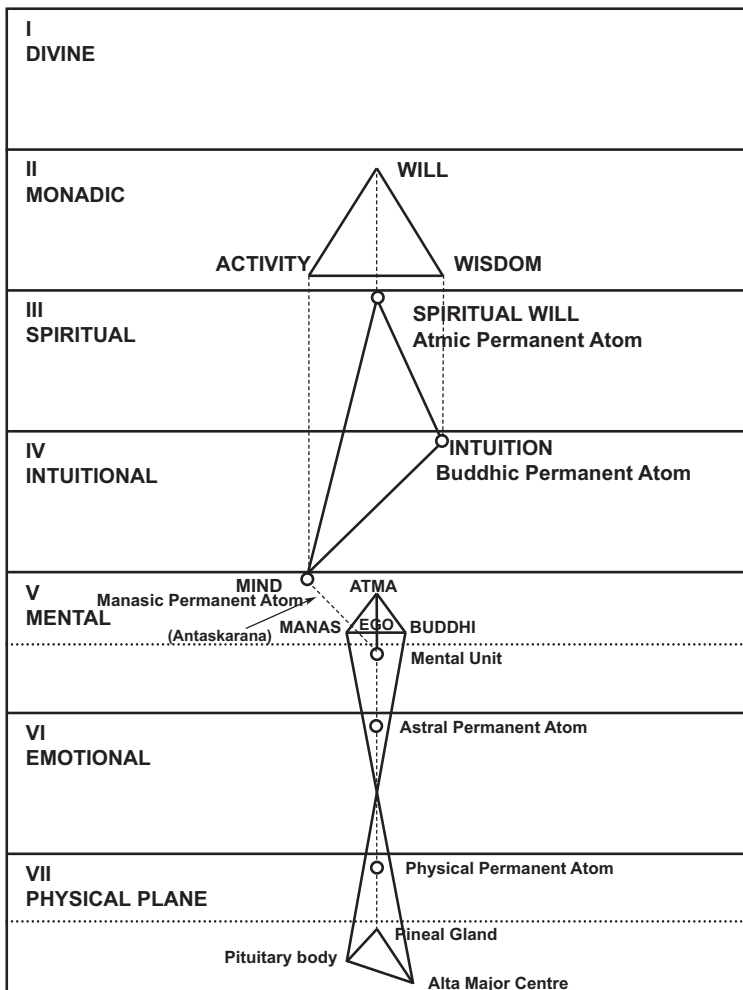 I
DIVINE
II
MONADIC
WILL
ACTIVITY
WISDOM
III
SPIRITUAL
SPIRITUAL WILL
Atmic Permanent Atom
IV
INTUITIONAL
INTUITION
Buddhic Permanent Atom
V
MENTAL
MIND
Manasic Permanent Atom
(Antaskarana)
ATMA
MANAS
EGO
BUDDHI
Mental Unit
VI
EMOTIONAL
Astral Permanent Atom
VII
PHYSICAL PLANE
Physical Permanent Atom
Pineal Gland
Pituitary body
Alta Major Centre